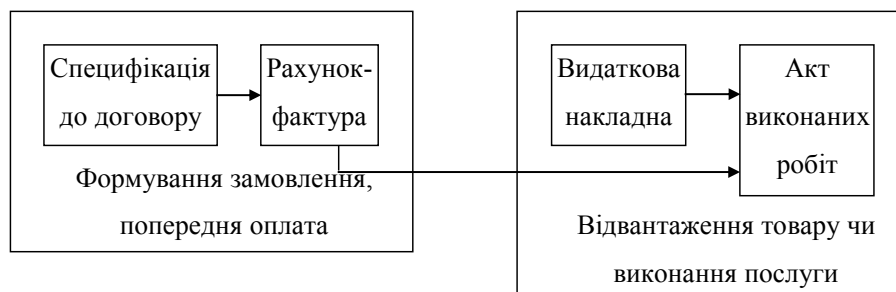 Специфікація
до договору
Рахунок-
фактура
Формування замовлення,
попередня оплата
Видаткова
накладна
Акт
виконаних
робіт
Відвантаження товару чи
виконання послуги